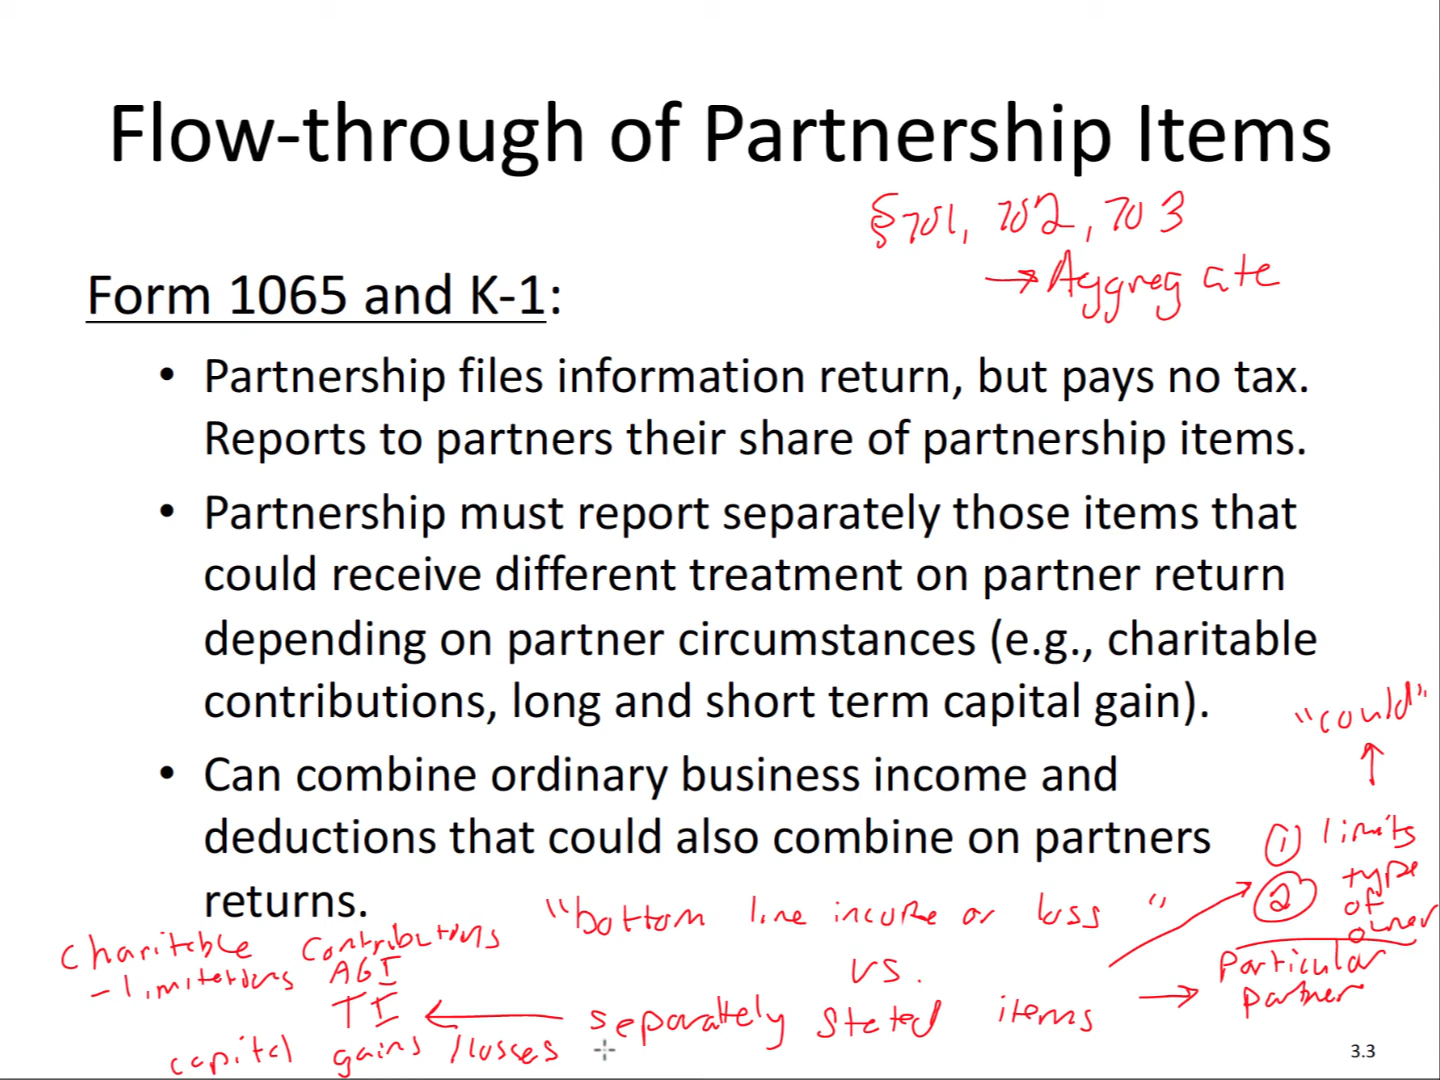 Flow-through of Partnership Items
§701, 702, 703
→ Aggregate
Form 1065 and K-1:
• Partnership files information return, but pays no tax.
Reports to partners their share of partnership items.
• Partnership must report separately those items that
could receive different treatment on partner return
depending on partner circumstances (e.g., charitable
contributions, long and short term capital gain).
"could"
↑
• Can combine ordinary business income and
deductions that could also combine on partners
returns.
① limits
② type
of
owner
"bottom line income or loss"
vs.
separately stated items
→ particular
partner
charitable contributions
- limitations AGI
TI ←
capital gains/losses
3.3